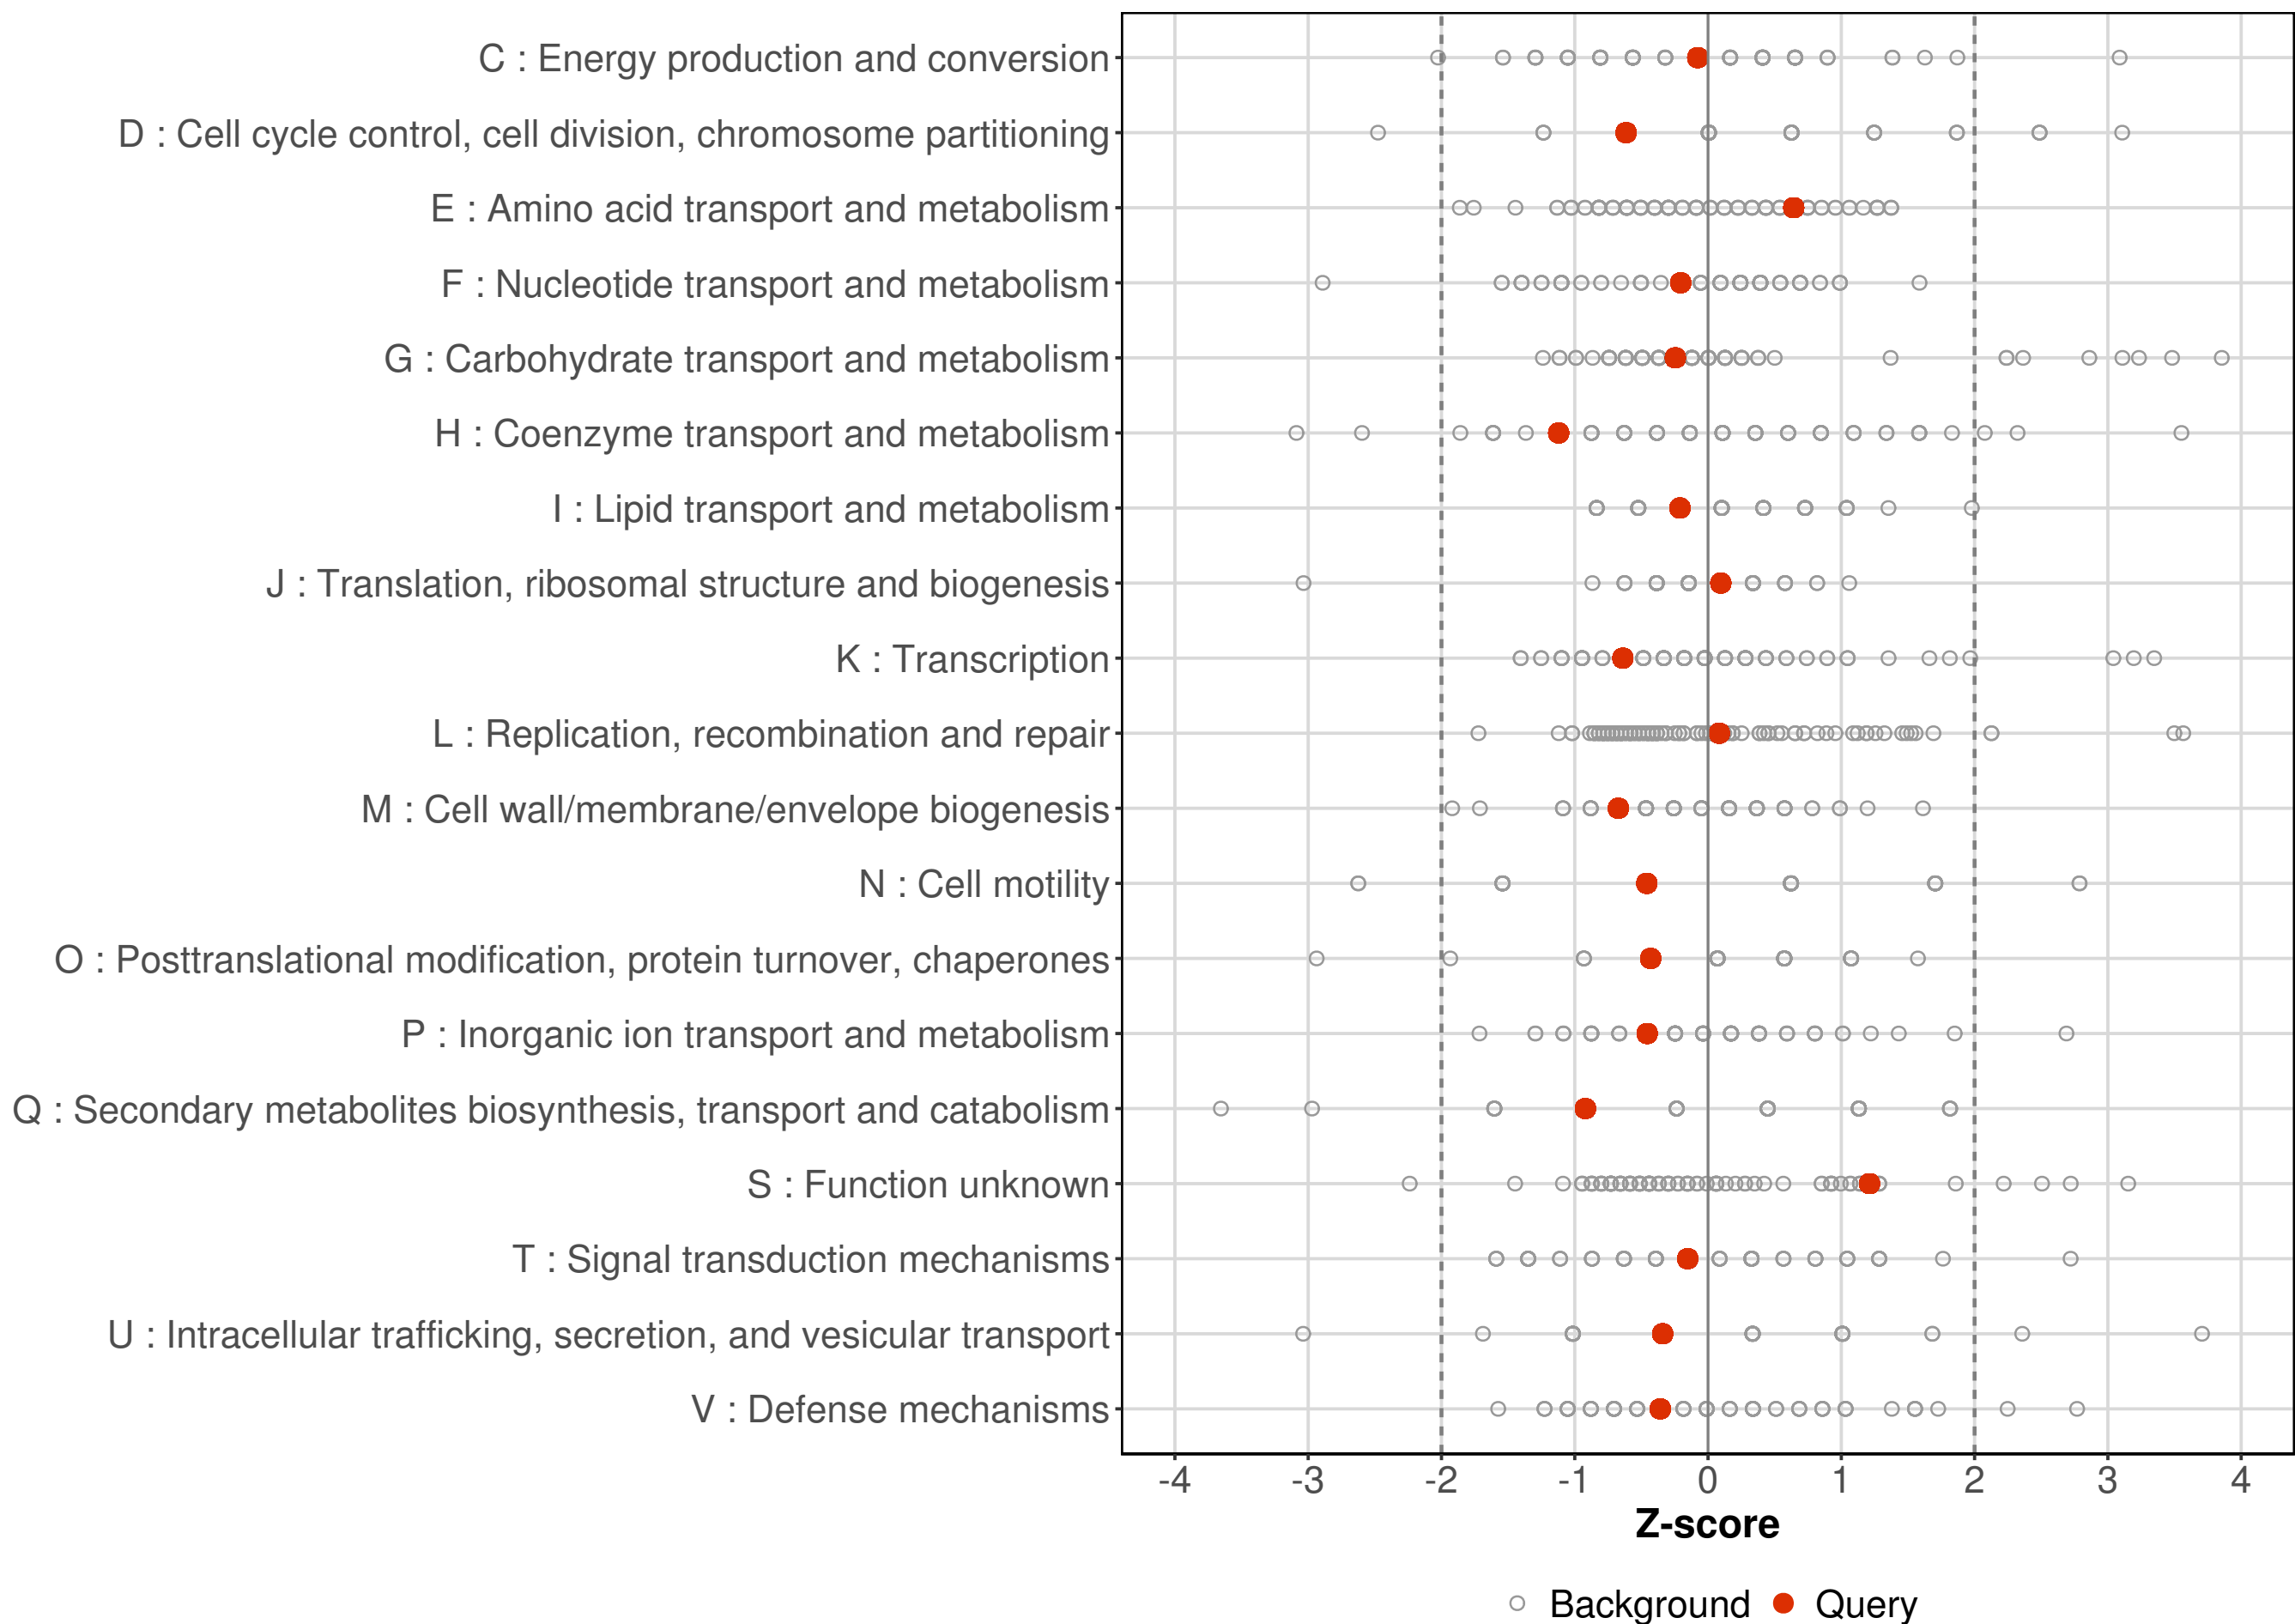 C : Energy production and conversion
D : Cell cycle control, cell division, chromosome partitioning
E : Amino acid transport and metabolism
F : Nucleotide transport and metabolism
G : Carbohydrate transport and metabolism
H : Coenzyme transport and metabolism
I : Lipid transport and metabolism
J : Translation, ribosomal structure and biogenesis
K : Transcription
L : Replication, recombination and repair
M : Cell wall/membrane/envelope biogenesis
N : Cell motility
O : Posttranslational modification, protein turnover, chaperones
P : Inorganic ion transport and metabolism
Q : Secondary metabolites biosynthesis, transport and catabolism
S : Function unknown
T : Signal transduction mechanisms
U : Intracellular trafficking, secretion, and vesicular transport
V : Defense mechanisms
-4 -3 -2 -1 0 1 2 3 4
Z-score
Background Query